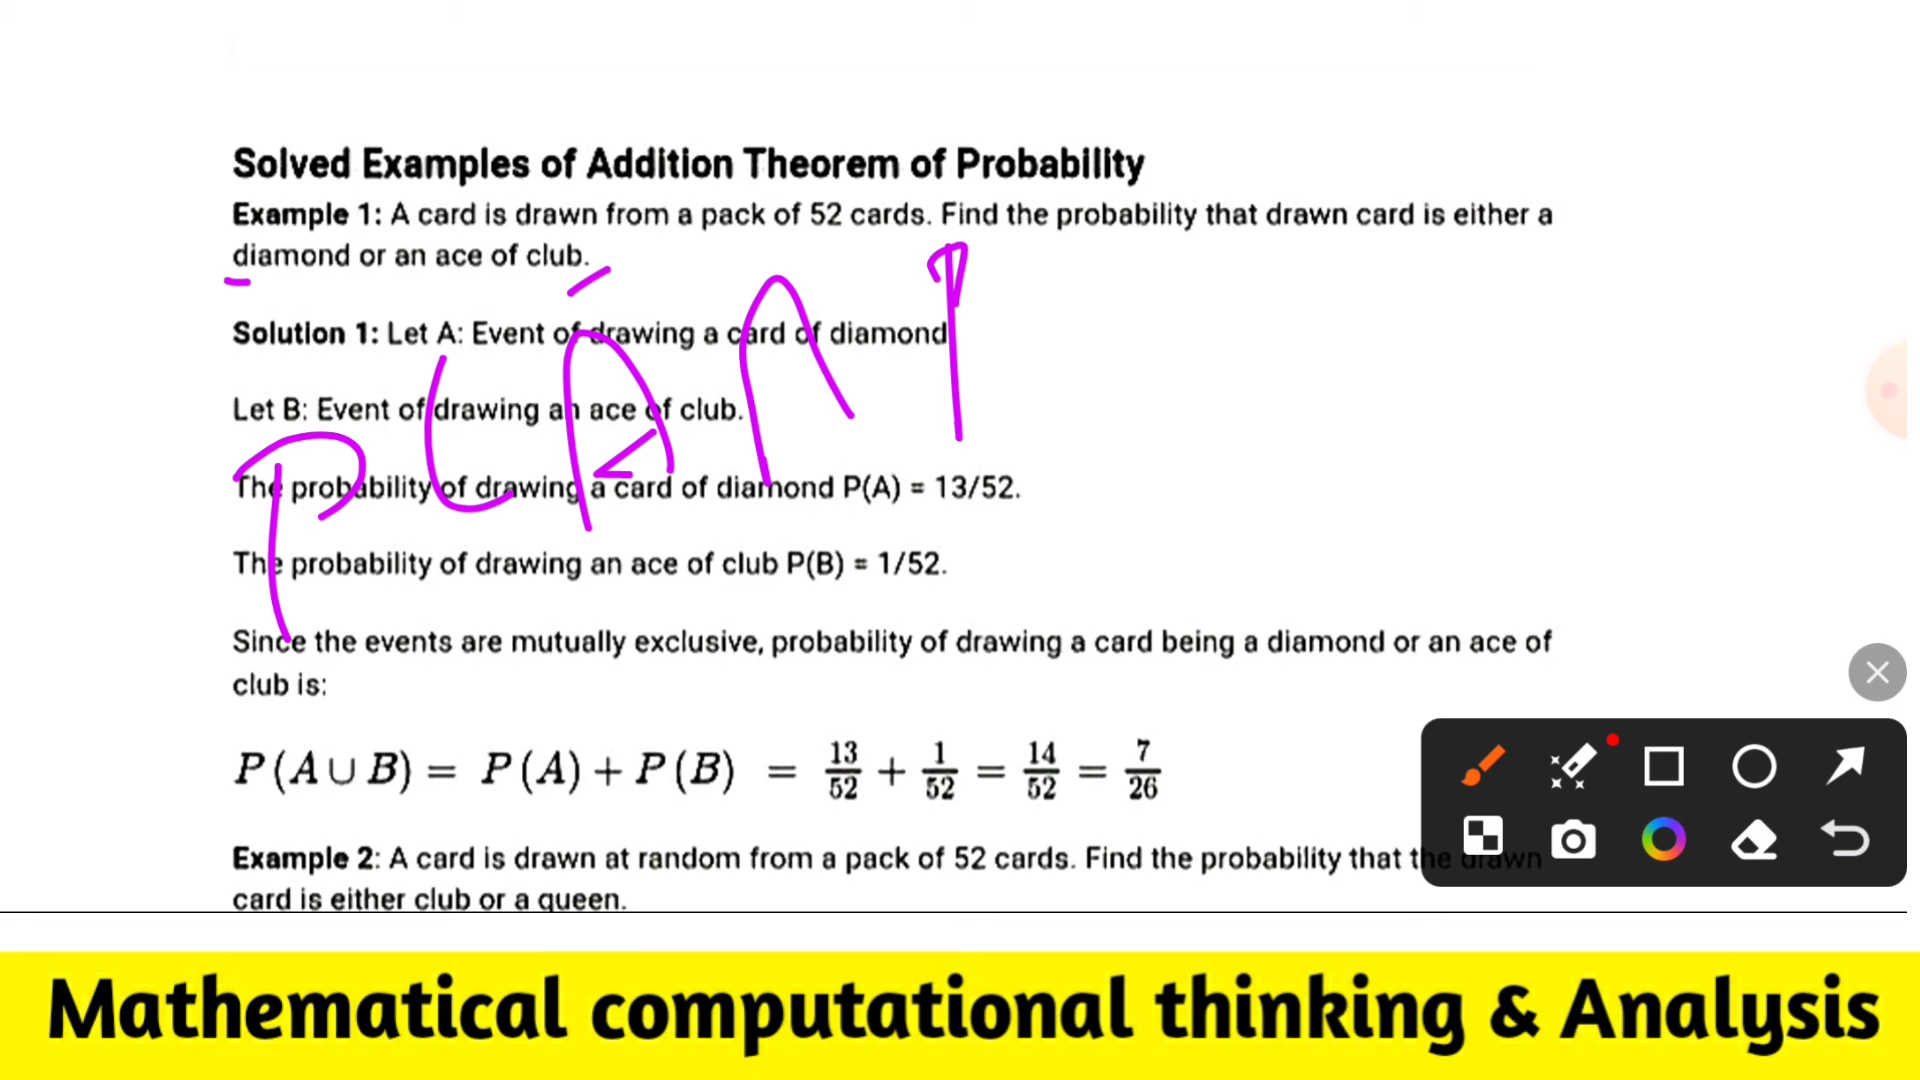 Solved Examples of Addition Theorem of Probability
Example 1: A card is drawn from a pack of 52 cards. Find the probability that drawn card is either a
diamond or an ace of club.
Solution 1: Let A: Event of drawing a card of diamond
Let B: Event of drawing an ace of club.
P(A∩
The probability of drawing a card of diamond P(A) = 13/52.
The probability of drawing an ace of club P(B) = 1/52.
Since the events are mutually exclusive, probability of drawing a card being a diamond or an ace of
club is:
P(A ∪ B) = P(A) + P(B) = 13/52 + 1/52 = 14/52 = 7/26
Example 2: A card is drawn at random from a pack of 52 cards. Find the probability that the drawn
card is either club or a queen.
Mathematical computational thinking & Analysis